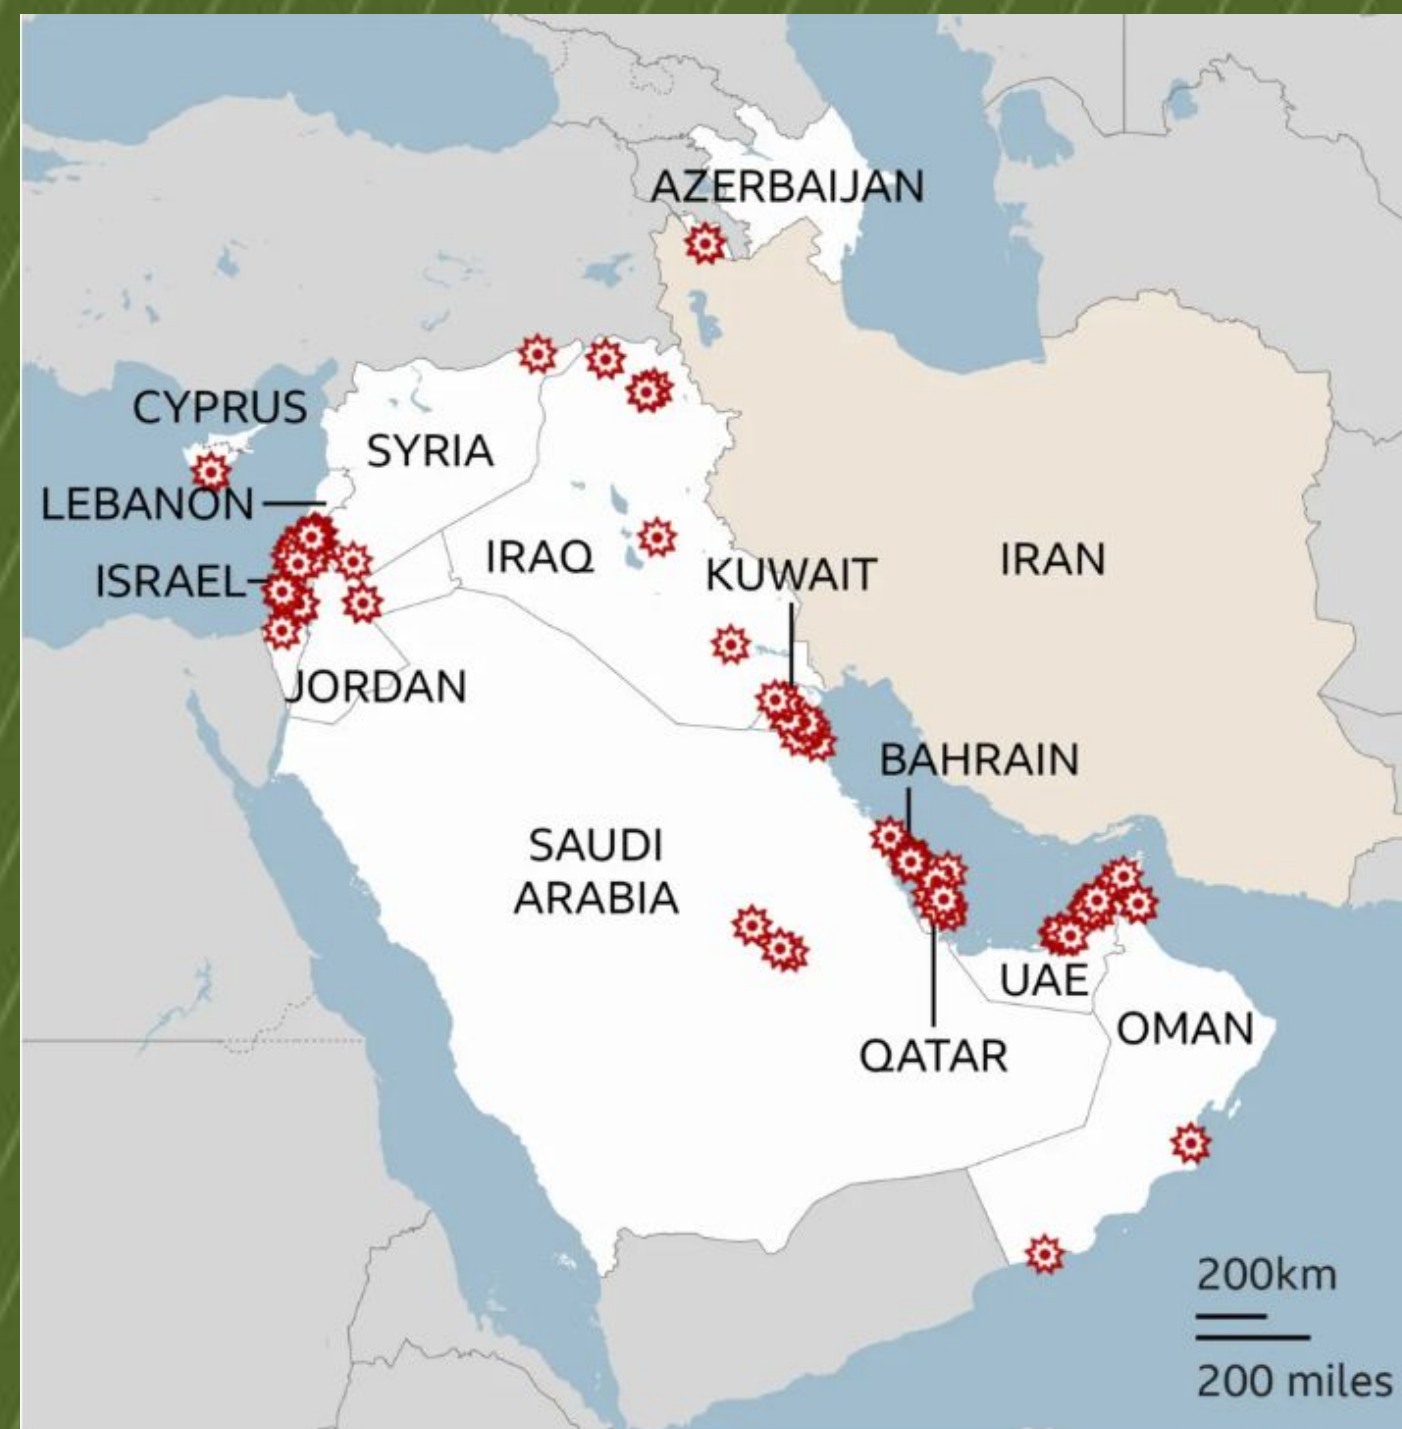 AZERBAIJAN
CYPRUS
SYRIA
LEBANON
IRAQ
KUWAIT
IRAN
ISRAEL
JORDAN
BAHRAIN
SAUDI
ARABIA
UAE
OMAN
QATAR
200km
200 miles